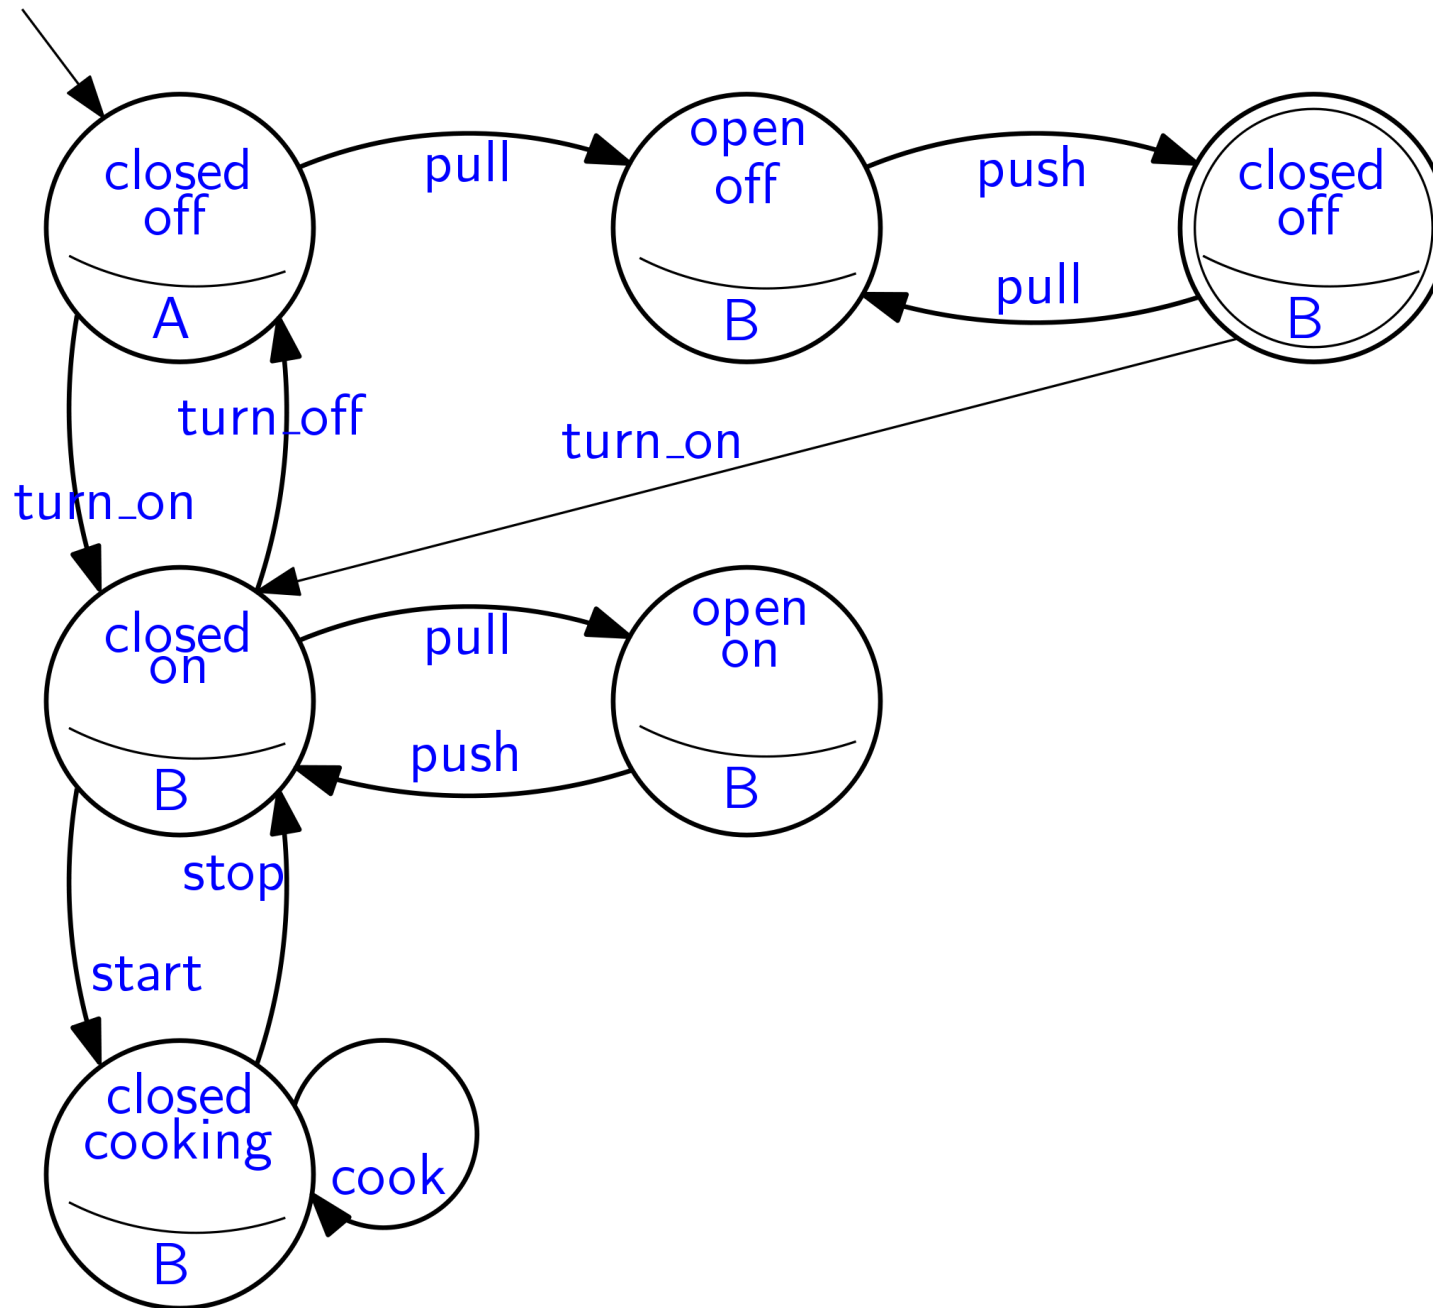 closed
off
A
pull
open
off
B
push
pull
closed
off
B
turn_on
turn_off
turn_on
closed
on
B
pull
push
open
on
B
start
stop
closed
cooking
B
cook